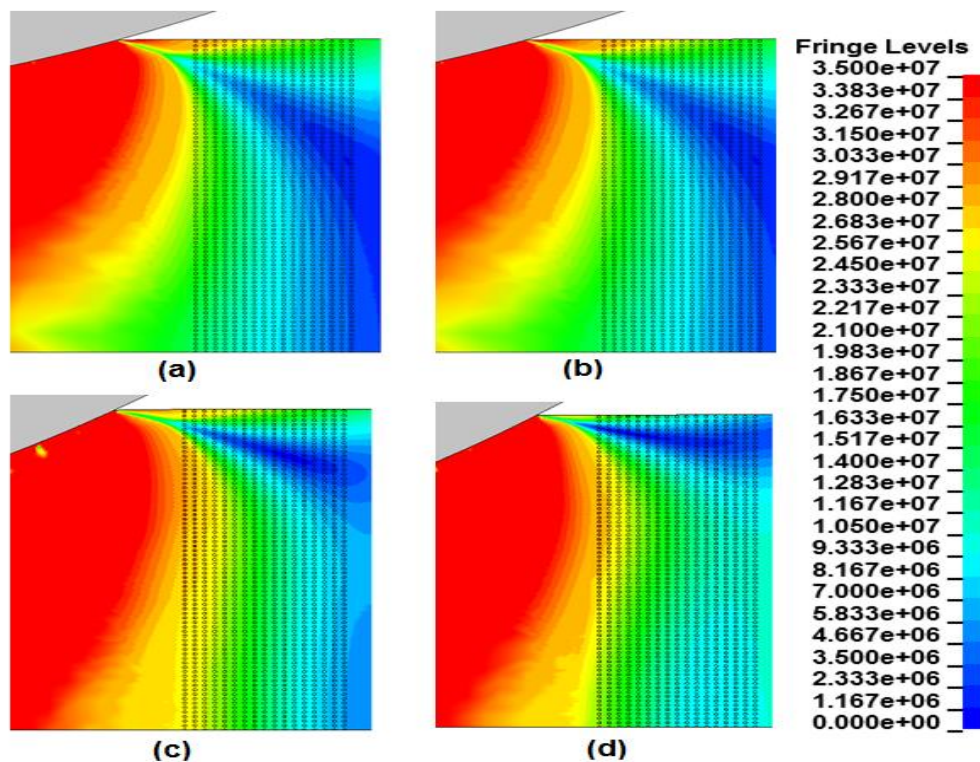 Fringe Levels
3.500e+07
3.383e+07
3.267e+07
3.150e+07
3.033e+07
2.917e+07
2.800e+07
2.683e+07
2.567e+07
2.450e+07
2.333e+07
2.217e+07
2.100e+07
1.983e+07
1.867e+07
1.750e+07
1.633e+07
1.517e+07
1.400e+07
1.283e+07
1.167e+07
1.050e+07
9.333e+06
8.167e+06
7.000e+06
5.833e+06
4.667e+06
3.500e+06
2.333e+06
1.167e+06
0.000e+00
(a)
(b)
(c)
(d)